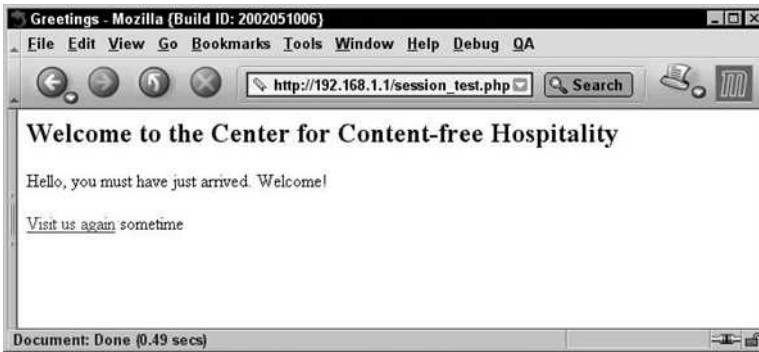 Greetings - Mozilla {Build ID: 2002051006}
File Edit View Go Bookmarks Tools Window Help Debug QA
http://192.168.1.1/session_test.php Search
Welcome to the Center for Content-free Hospitality
Hello, you must have just arrived. Welcome!
Visit us again sometime
Document: Done (0.49 secs)